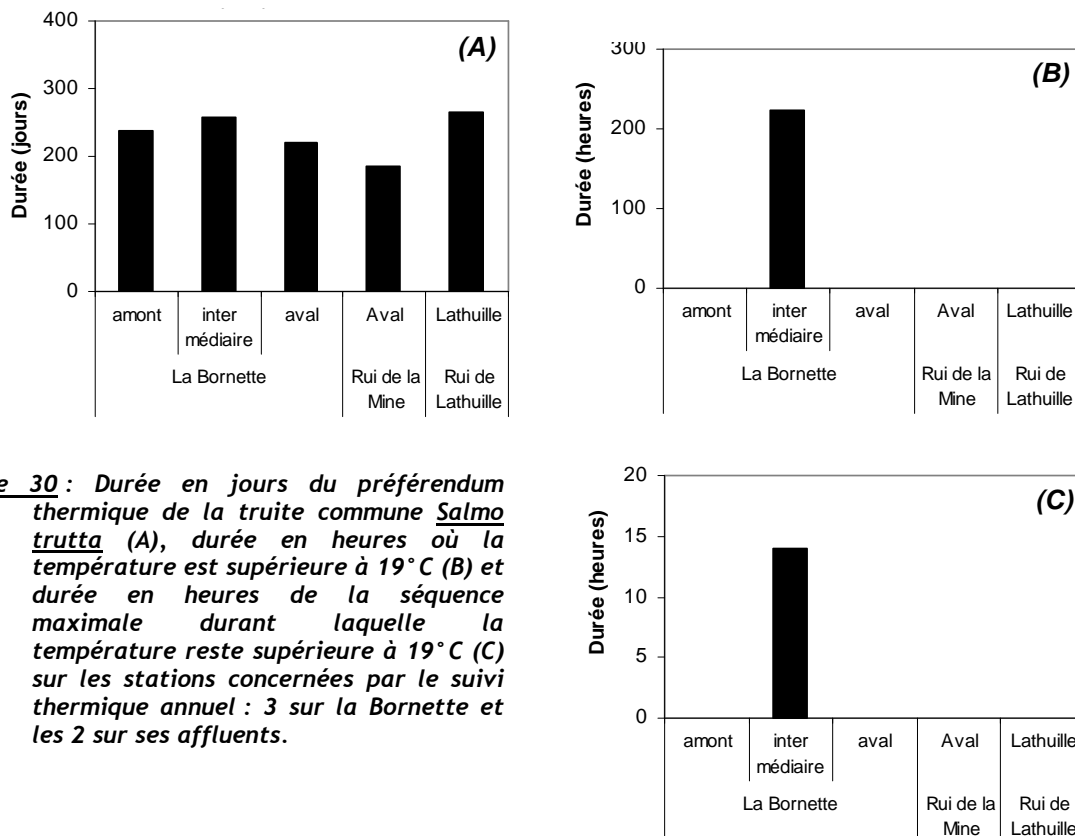 400
300
200
100
0
Durée (jours)
(A)
amont
inter
médiaire
aval
Aval
Lathuille
La Bornette
Rui de la
Mine
Rui de
Lathuille
300
200
100
0
Durée (heures)
(B)
amont
inter
médiaire
aval
Aval
Lathuille
La Bornette
Rui de la
Mine
Rui de
Lathuille
e 30 : Durée en jours du préférendum
thermique de la truite commune Salmo
trutta (A), durée en heures où la
température est supérieure à 19°C (B) et
durée en heures de la séquence
maximale durant laquelle la
température reste supérieure à 19°C (C)
sur les stations concernées par le suivi
thermique annuel : 3 sur la Bornette et
les 2 sur ses affluents.
20
15
10
5
0
Durée (heures)
(C)
amont
inter
médiaire
aval
Aval
Lathuille
La Bornette
Rui de la
Mine
Rui de
Lathuille